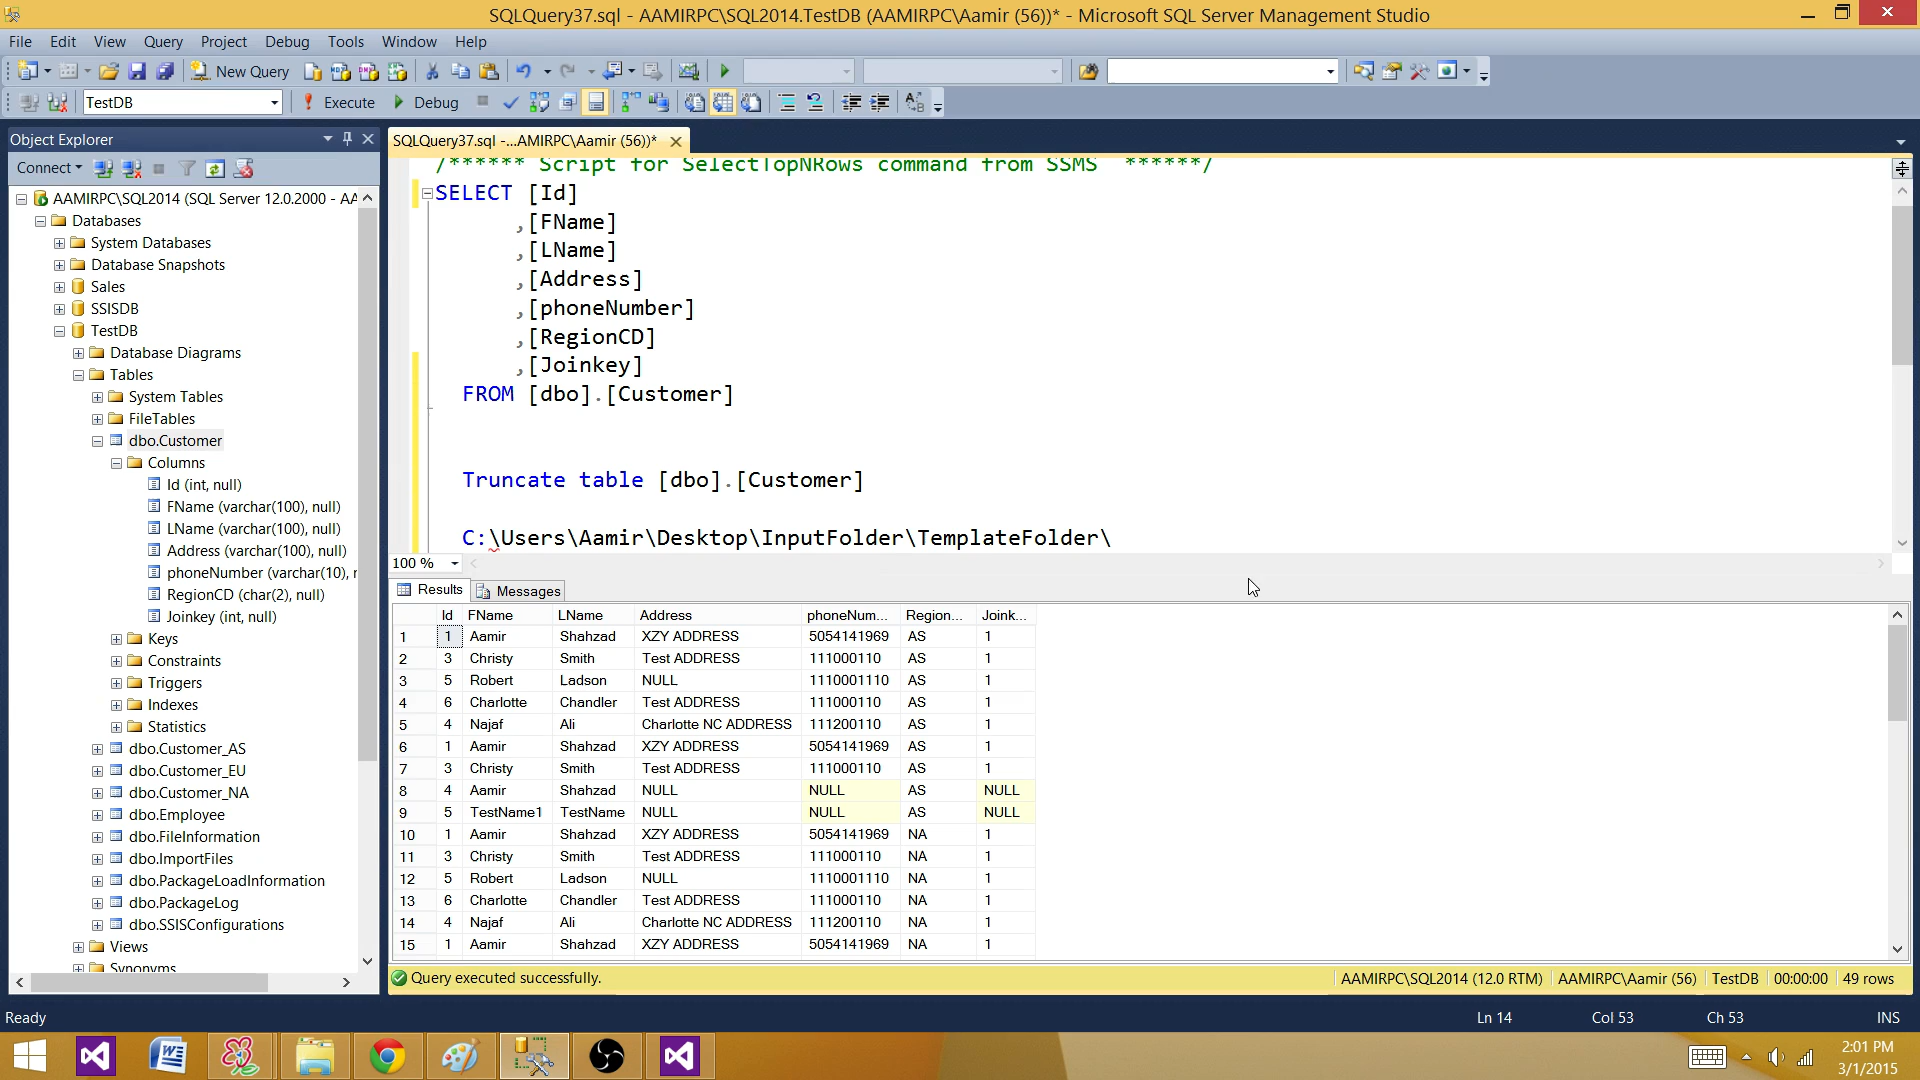 SQLQuery37.sql - AAMIRPC\SQL2014.TestDB (AAMIRPC\Aamir (56))* - Microsoft SQL Server Management Studio
File Edit View Query Project Debug Tools Window Help
New Query
TestDB Execute Debug
Object Explorer
Connect
AAMIRPC\SQL2014 (SQL Server 12.0.2000 - AA
Databases
System Databases
Database Snapshots
Sales
SSISDB
TestDB
Database Diagrams
Tables
System Tables
FileTables
dbo.Customer
Columns
Id (int, null)
FName (varchar(100), null)
LName (varchar(100), null)
Address (varchar(100), null)
phoneNumber (varchar(10), r
RegionCD (char(2), null)
Joinkey (int, null)
Keys
Constraints
Triggers
Indexes
Statistics
dbo.Customer_AS
dbo.Customer_EU
dbo.Customer_NA
dbo.Employee
dbo.FileInformation
dbo.ImportFiles
dbo.PackageLoadInformation
dbo.PackageLog
dbo.SSISConfigurations
Views
Synonyms
SQLQuery37.sql -...AMIRPC\Aamir (56))*
/****** Script for SelectTopNRows command from SSMS ******/
SELECT [Id]
,[FName]
,[LName]
,[Address]
,[phoneNumber]
,[RegionCD]
,[Joinkey]
FROM [dbo].[Customer]
Truncate table [dbo].[Customer]
C:\Users\Aamir\Desktop\InputFolder\TemplateFolder\
100 %
Results Messages
Id FName LName Address phoneNum... Region... Joink...
1 1 Aamir Shahzad XZY ADDRESS 5054141969 AS 1
2 3 Christy Smith Test ADDRESS 111000110 AS 1
3 5 Robert Ladson NULL 1110001110 AS 1
4 6 Charlotte Chandler Test ADDRESS 111000110 AS 1
5 4 Najaf Ali Charlotte NC ADDRESS 111200110 AS 1
6 1 Aamir Shahzad XZY ADDRESS 5054141969 AS 1
7 3 Christy Smith Test ADDRESS 111000110 AS 1
8 4 Aamir Shahzad NULL NULL AS NULL
9 5 TestName1 TestName NULL NULL AS NULL
10 1 Aamir Shahzad XZY ADDRESS 5054141969 NA 1
11 3 Christy Smith Test ADDRESS 111000110 NA 1
12 5 Robert Ladson NULL 1110001110 NA 1
13 6 Charlotte Chandler Test ADDRESS 111000110 NA 1
14 4 Najaf Ali Charlotte NC ADDRESS 111200110 NA 1
15 1 Aamir Shahzad XZY ADDRESS 5054141969 NA 1
Query executed successfully. AAMIRPC\SQL2014 (12.0 RTM) AAMIRPC\Aamir (56) TestDB 00:00:00 49 rows
Ready Ln 14 Col 53 Ch 53 INS
2:01 PM
3/1/2015